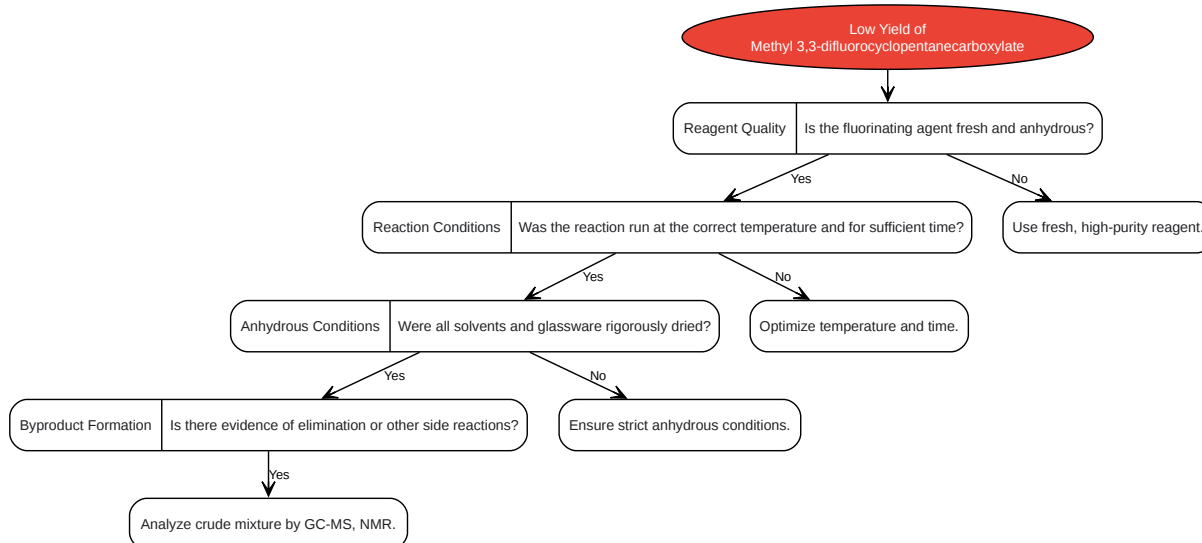 Low Yield of
Methyl 3,3-difluorocyclopentanecarboxylate
Reagent Quality
Is the fluorinating agent fresh and anhydrous?
Yes
No
Reaction Conditions
Was the reaction run at the correct temperature and for sufficient time?
Use fresh, high-purity reagent.
Yes
No
Anhydrous Conditions
Were all solvents and glassware rigorously dried?
Optimize temperature and time.
Yes
No
Byproduct Formation
Is there evidence of elimination or other side reactions?
Ensure strict anhydrous conditions.
Yes
Analyze crude mixture by GC-MS, NMR.